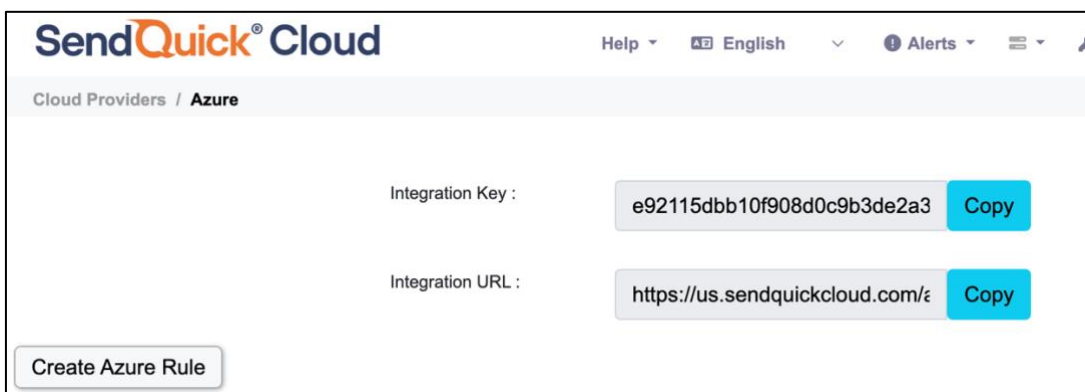 SendQuick® Cloud
Help English Alerts
Cloud Providers / Azure
Integration Key : e92115dbb10f908d0c9b3de2a3 Copy
Integration URL : https://us.sendquickcloud.com/a Copy
Create Azure Rule